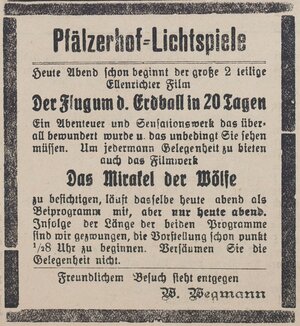 Pfälzerhof-Lichtspiele
Heute Abend schon beginnt der große 2 teilige
Ellenrichter Film
Der Flug um d. Erdball in 20 Tagen
Ein Abenteuer und Sensationswerk das über-
all bewundert wurde u. das unbedingt Sie sehen
müssen. Um jedermann Gelegenheit zu bieten
auch das Filmwerk
Das Mirakel der Wölfe
zu besichtigen, läuft dasselbe heute abend als
Beiprogramm mit, aber nur heute abend.
Infolge der Länge der beiden Programme
sind wir gezwungen, die Vorstellung schon punkt
1/28 Uhr zu beginnen. Versäumen Sie die
Gelegenheit nicht.
Freundlichem Besuch sieht entgegen
W. Wegmann